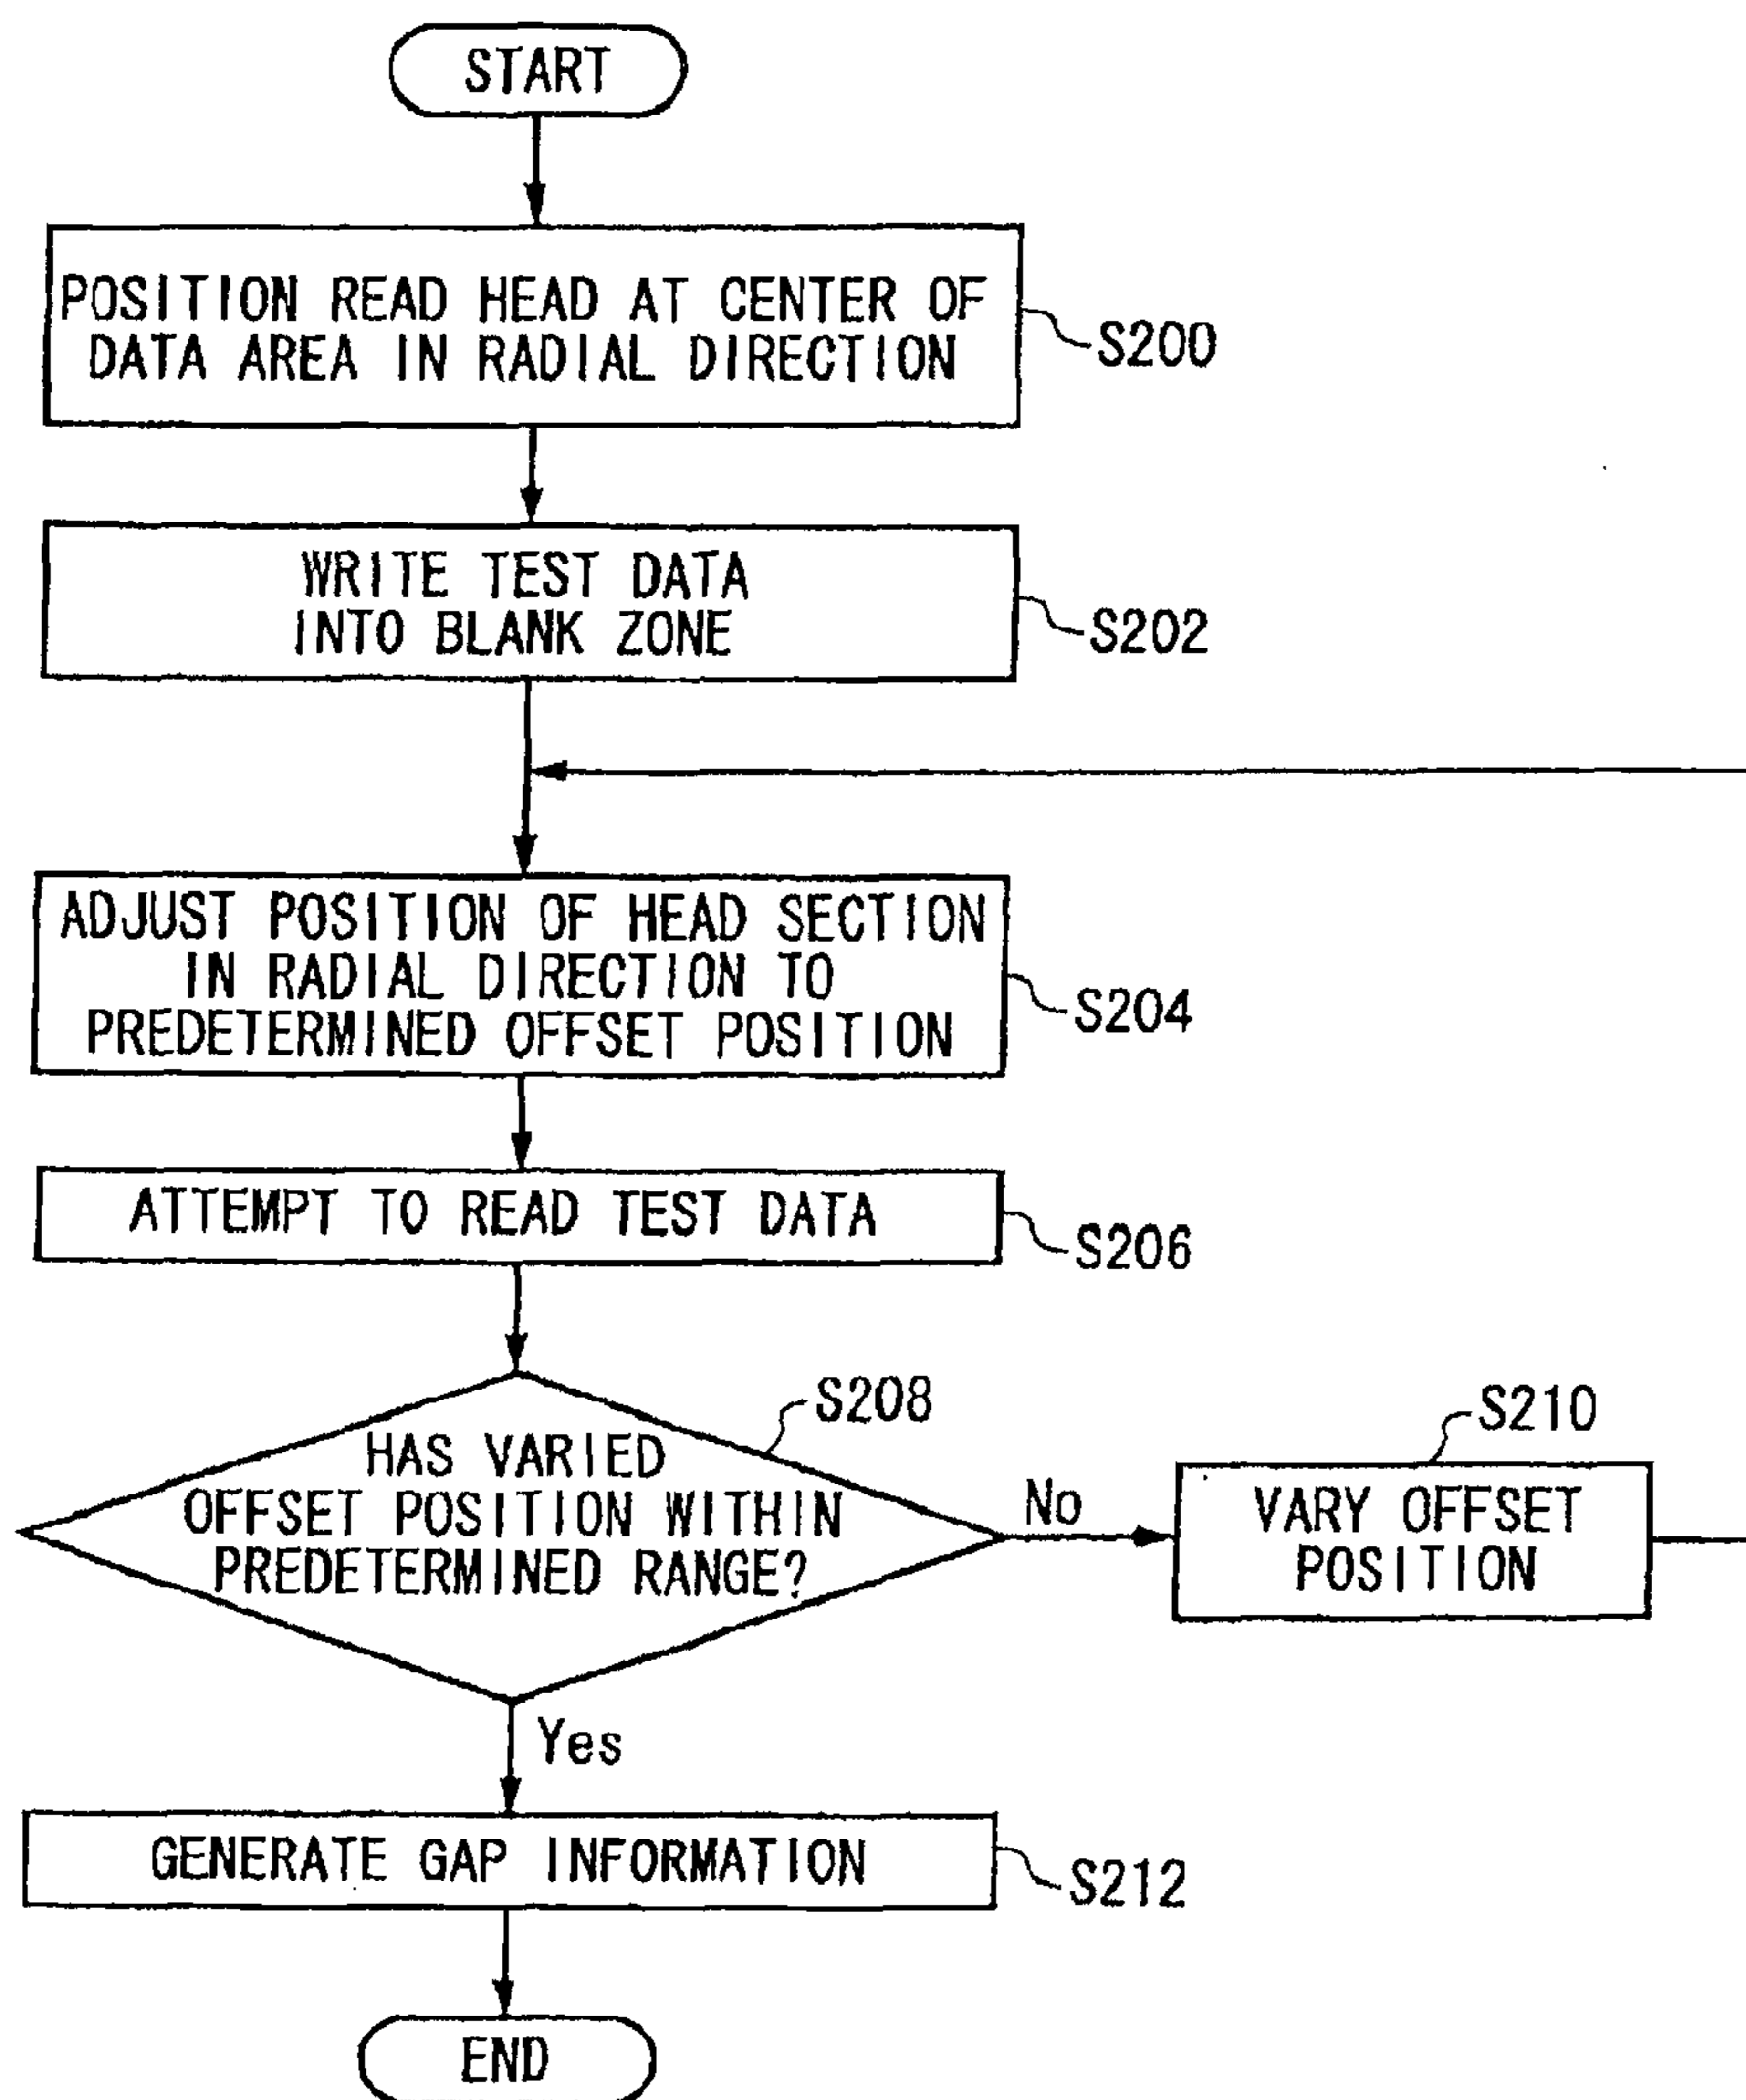 START
POSITION READ HEAD AT CENTER OF
DATA AREA IN RADIAL DIRECTION
S200
WRITE TEST DATA
INTO BLANK ZONE
S202
ADJUST POSITION OF HEAD SECTION
IN RADIAL DIRECTION TO
PREDETERMINED OFFSET POSITION
S204
ATTEMPT TO READ TEST DATA
S206
S208
HAS VARIED
OFFSET POSITION WITHIN
PREDETERMINED RANGE?
No
S210
VARY OFFSET
POSITION
Yes
GENERATE GAP INFORMATION
S212
END